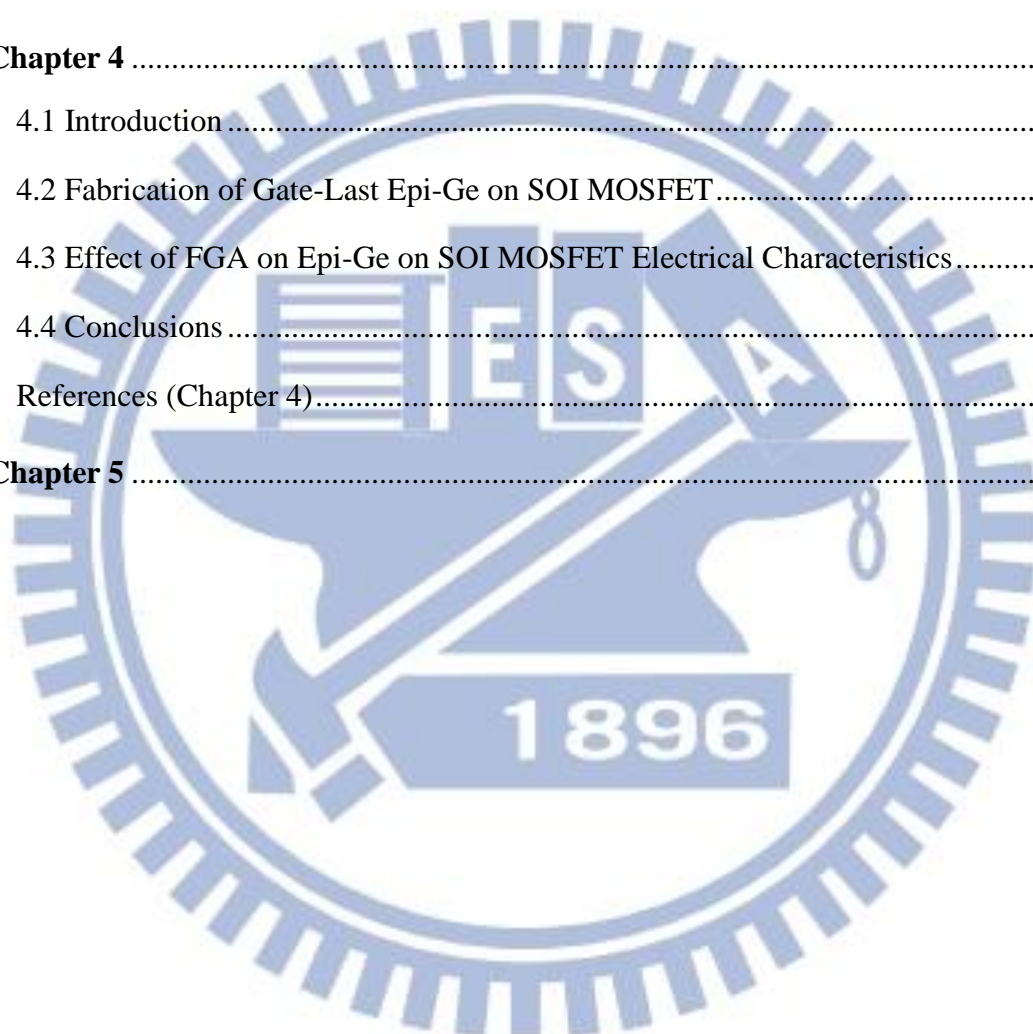 Chapter 4
4.1 Introduction
4.2 Fabrication of Gate-Last Epi-Ge on SOI MOSFET
4.3 Effect of FGA on Epi-Ge on SOI MOSFET Electrical Characteristics
4.4 Conclusions
References (Chapter 4)
Chapter 5
E S A
1896